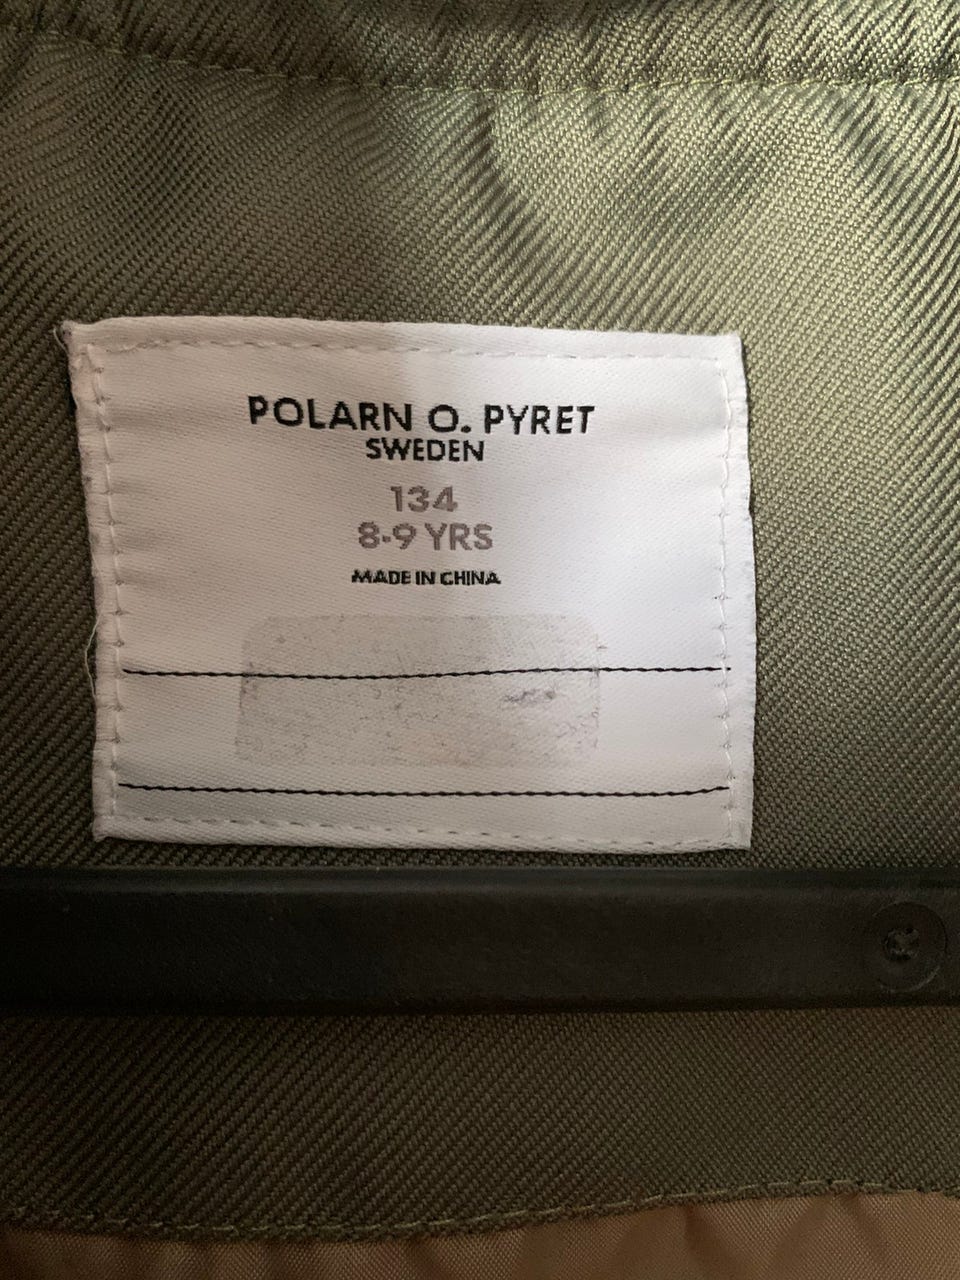 POLARN O. PYRET
SWEDEN
134
8-9 YRS
MADE IN CHINA